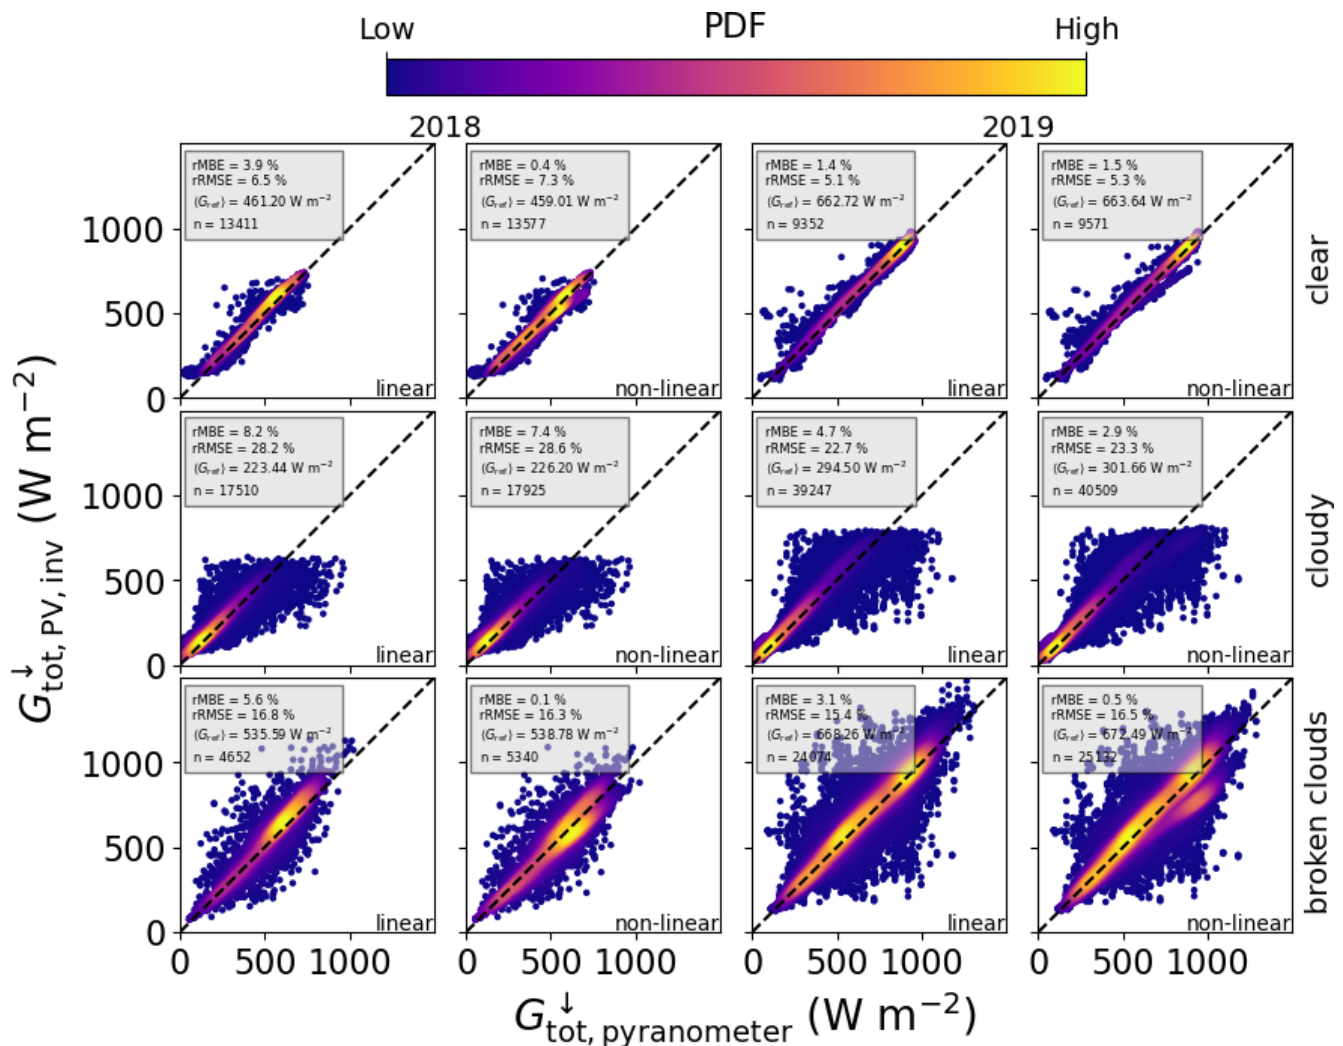 Low PDF High
2018 2019
rMBE = 3.9 %
rRMSE = 6.5 %
⟨G_ref⟩ = 461.20 W m⁻²
n = 13411
linear
rMBE = 0.4 %
rRMSE = 7.3 %
⟨G_ref⟩ = 459.01 W m⁻²
n = 13577
non-linear
rMBE = 1.4 %
rRMSE = 5.1 %
⟨G_ref⟩ = 662.72 W m⁻²
n = 9352
linear
rMBE = 1.5 %
rRMSE = 5.3 %
⟨G_ref⟩ = 663.64 W m⁻²
n = 9571
non-linear
clear
1000
500
0
rMBE = 8.2 %
rRMSE = 28.2 %
⟨G_ref⟩ = 223.44 W m⁻²
n = 17510
linear
rMBE = 7.4 %
rRMSE = 28.6 %
⟨G_ref⟩ = 226.20 W m⁻²
n = 17925
non-linear
rMBE = 4.7 %
rRMSE = 22.7 %
⟨G_ref⟩ = 294.50 W m⁻²
n = 39247
linear
rMBE = 2.9 %
rRMSE = 23.3 %
⟨G_ref⟩ = 301.66 W m⁻²
n = 40509
non-linear
cloudy
1000
500
0
rMBE = 5.6 %
rRMSE = 16.8 %
⟨G_ref⟩ = 535.59 W m⁻²
n = 4652
linear
rMBE = 0.1 %
rRMSE = 16.3 %
⟨G_ref⟩ = 538.78 W m⁻²
n = 5340
non-linear
rMBE = 3.1 %
rRMSE = 15.4 %
⟨G_ref⟩ = 668.26 W m⁻²
n = 24074
linear
rMBE = 0.5 %
rRMSE = 16.5 %
⟨G_ref⟩ = 672.49 W m⁻²
n = 25132
non-linear
broken clouds
1000
500
0
0 500 1000 0 500 1000 0 500 1000 0 500 1000
G↓tot, PV, inv (W m⁻²)
G↓tot, pyranometer (W m⁻²)